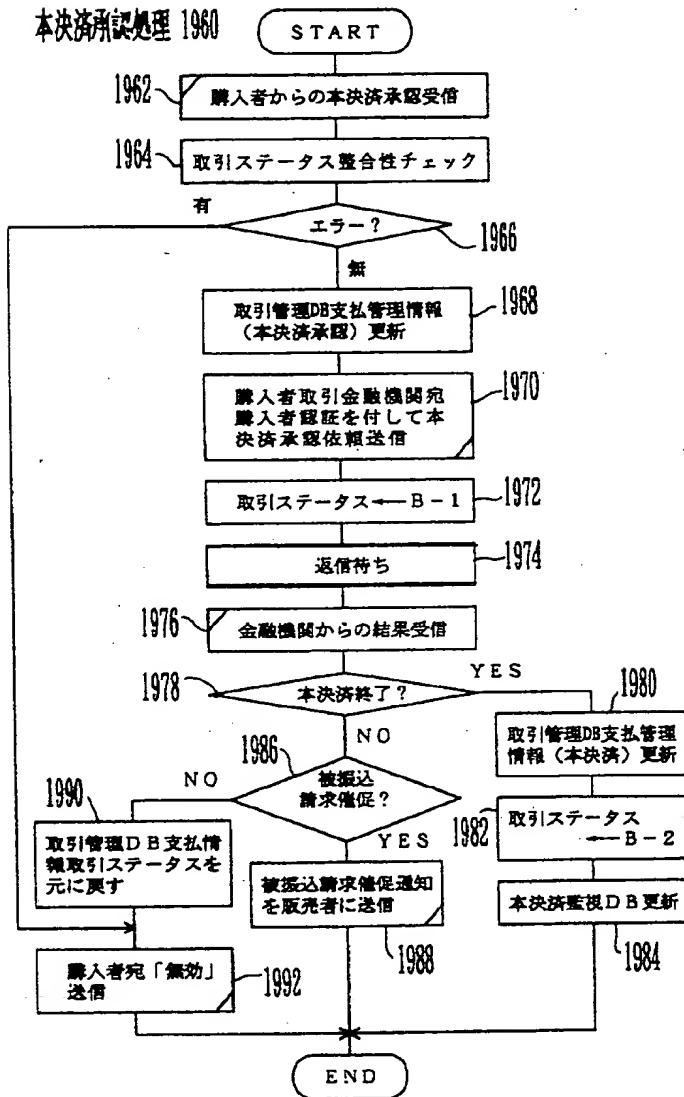 本決済承認処理 1960
START
1962
購入者からの本決済承認受信
1964
取引ステータス整合性チェック
有
エラー？
1966
無
1968
取引管理DB支払管理情報
（本決済承認）更新
1970
購入者取引金融機関宛
購入者認証を付して本
決済承認依頼送信
取引ステータス←B-1
1972
返信待ち
1974
1976
金融機関からの結果受信
1978
本決済終了？
YES
1980
取引管理DB支払管理
情報（本決済）更新
NO
1986
被振込
請求催促？
NO
1990
取引管理DB支払情
報取引ステータスを
元に戻す
YES
1982
取引ステータス
←B-2
被振込請求催促通知
を販売者に送信
1988
本決済監視DB更新
1984
購入者宛「無効」
送信
1992
END